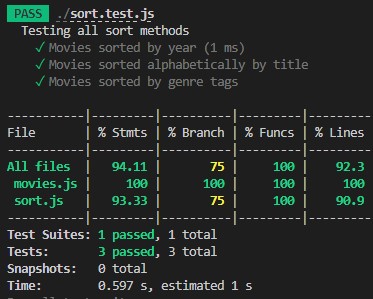 PASS ./sort.test.js
Testing all sort methods
✓ Movies sorted by year (1 ms)
✓ Movies sorted alphabetically by title
✓ Movies sorted by genre tags
-----------|---------|----------|---------|---------
File | % Stmts | % Branch | % Funcs | % Lines
-----------|---------|----------|---------|---------
All files | 94.11 | 75 | 100 | 92.3
movies.js | 100 | 100 | 100 | 100
sort.js | 93.33 | 75 | 100 | 90.9
-----------|---------|----------|---------|---------
Test Suites: 1 passed, 1 total
Tests: 3 passed, 3 total
Snapshots: 0 total
Time: 0.597 s, estimated 1 s